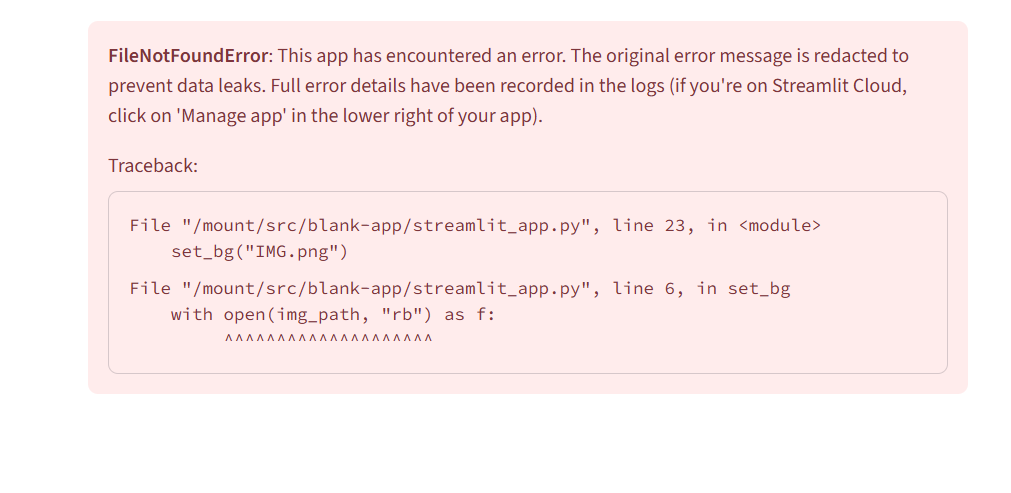 FileNotFoundError: This app has encountered an error. The original error message is redacted to
prevent data leaks. Full error details have been recorded in the logs (if you're on Streamlit Cloud,
click on 'Manage app' in the lower right of your app).
Traceback:
File "/mount/src/blank-app/streamlit_app.py", line 23, in <module>
    set_bg("IMG.png")
File "/mount/src/blank-app/streamlit_app.py", line 6, in set_bg
    with open(img_path, "rb") as f:
         ^^^^^^^^^^^^^^^^^^^^